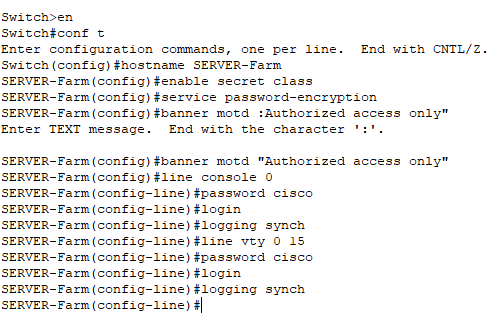 Switch>en
Switch#conf t
Enter configuration commands, one per line.  End with CNTL/Z.
Switch(config)#hostname SERVER-Farm
SERVER-Farm(config)#enable secret class
SERVER-Farm(config)#service password-encryption
SERVER-Farm(config)#banner motd :Authorized access only"
Enter TEXT message.  End with the character ':'.

SERVER-Farm(config)#banner motd "Authorized access only"
SERVER-Farm(config)#line console 0
SERVER-Farm(config-line)#password cisco
SERVER-Farm(config-line)#login
SERVER-Farm(config-line)#logging synch
SERVER-Farm(config-line)#line vty 0 15
SERVER-Farm(config-line)#password cisco
SERVER-Farm(config-line)#login
SERVER-Farm(config-line)#logging synch
SERVER-Farm(config-line)#